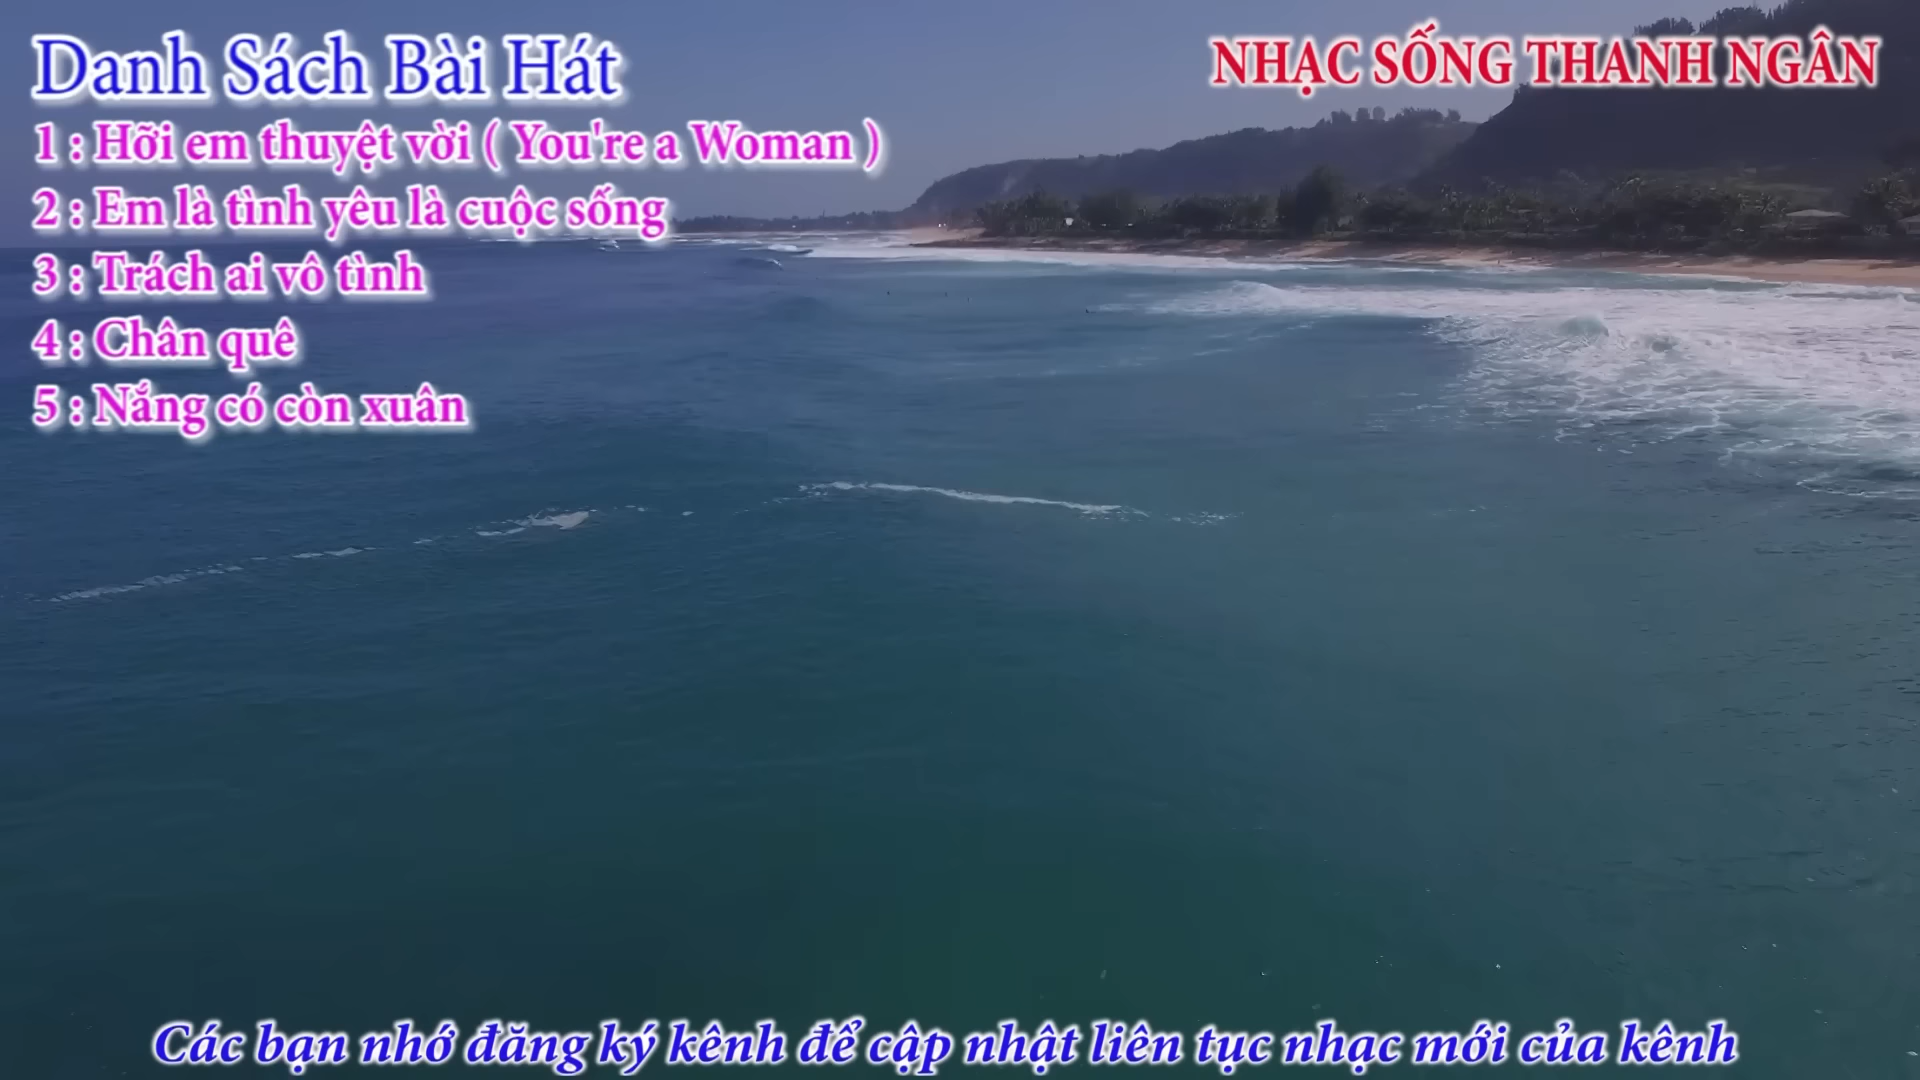 Danh Sách Bài Hát
NHẠC SỐNG THANH NGÂN
1 : Hỡi em thuyệt vời ( You're a Woman )
2 : Em là tình yêu là cuộc sống
3 : Trách ai vô tình
4 : Chân quê
5 : Nắng có còn xuân
Các bạn nhớ đăng ký kênh để cập nhật liên tục nhạc mới của kênh